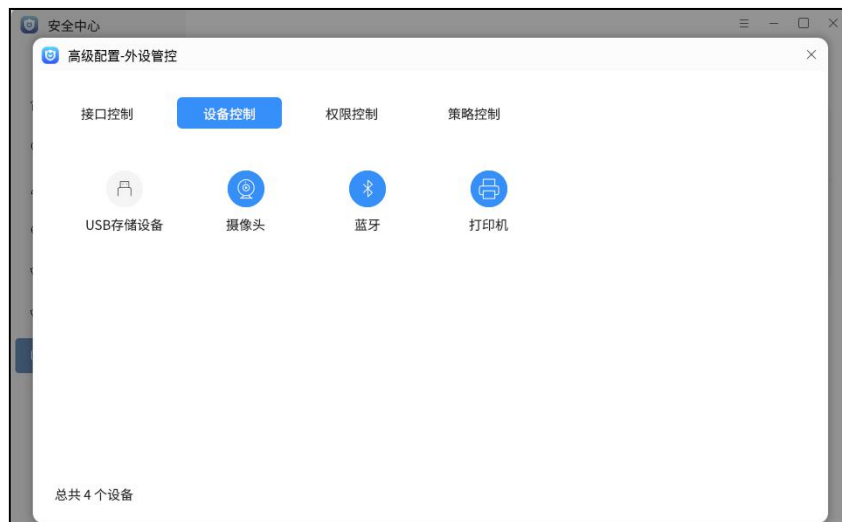 安全中心
高级配置-外设管控
接口控制 设备控制 权限控制 策略控制
USB存储设备 摄像头 蓝牙 打印机
总共 4 个设备